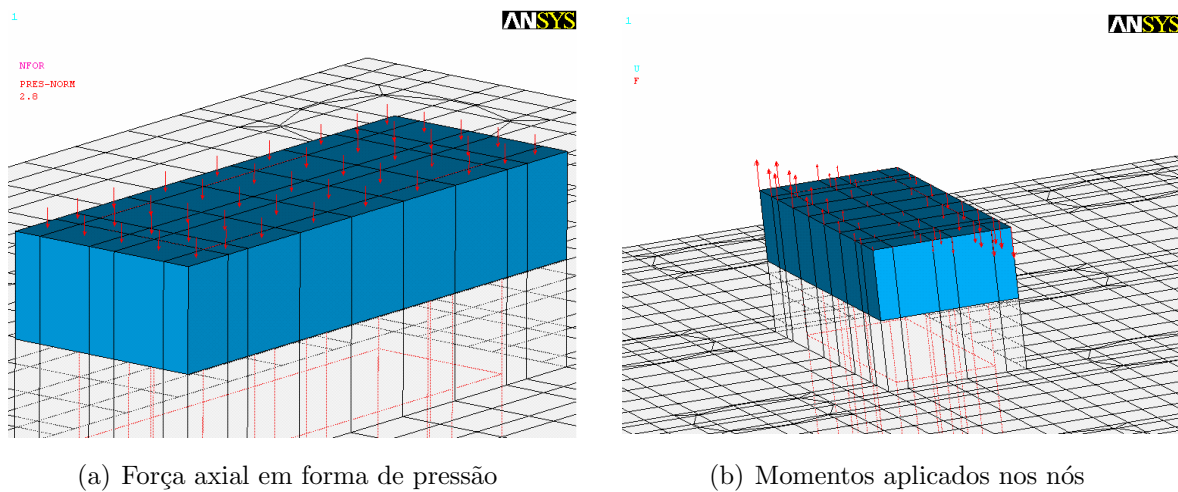 1
ANSYS
NFOR
PRES-NORM
2.8
1
ANSYS
U
F
(a) Força axial em forma de pressão
(b) Momentos aplicados nos nós